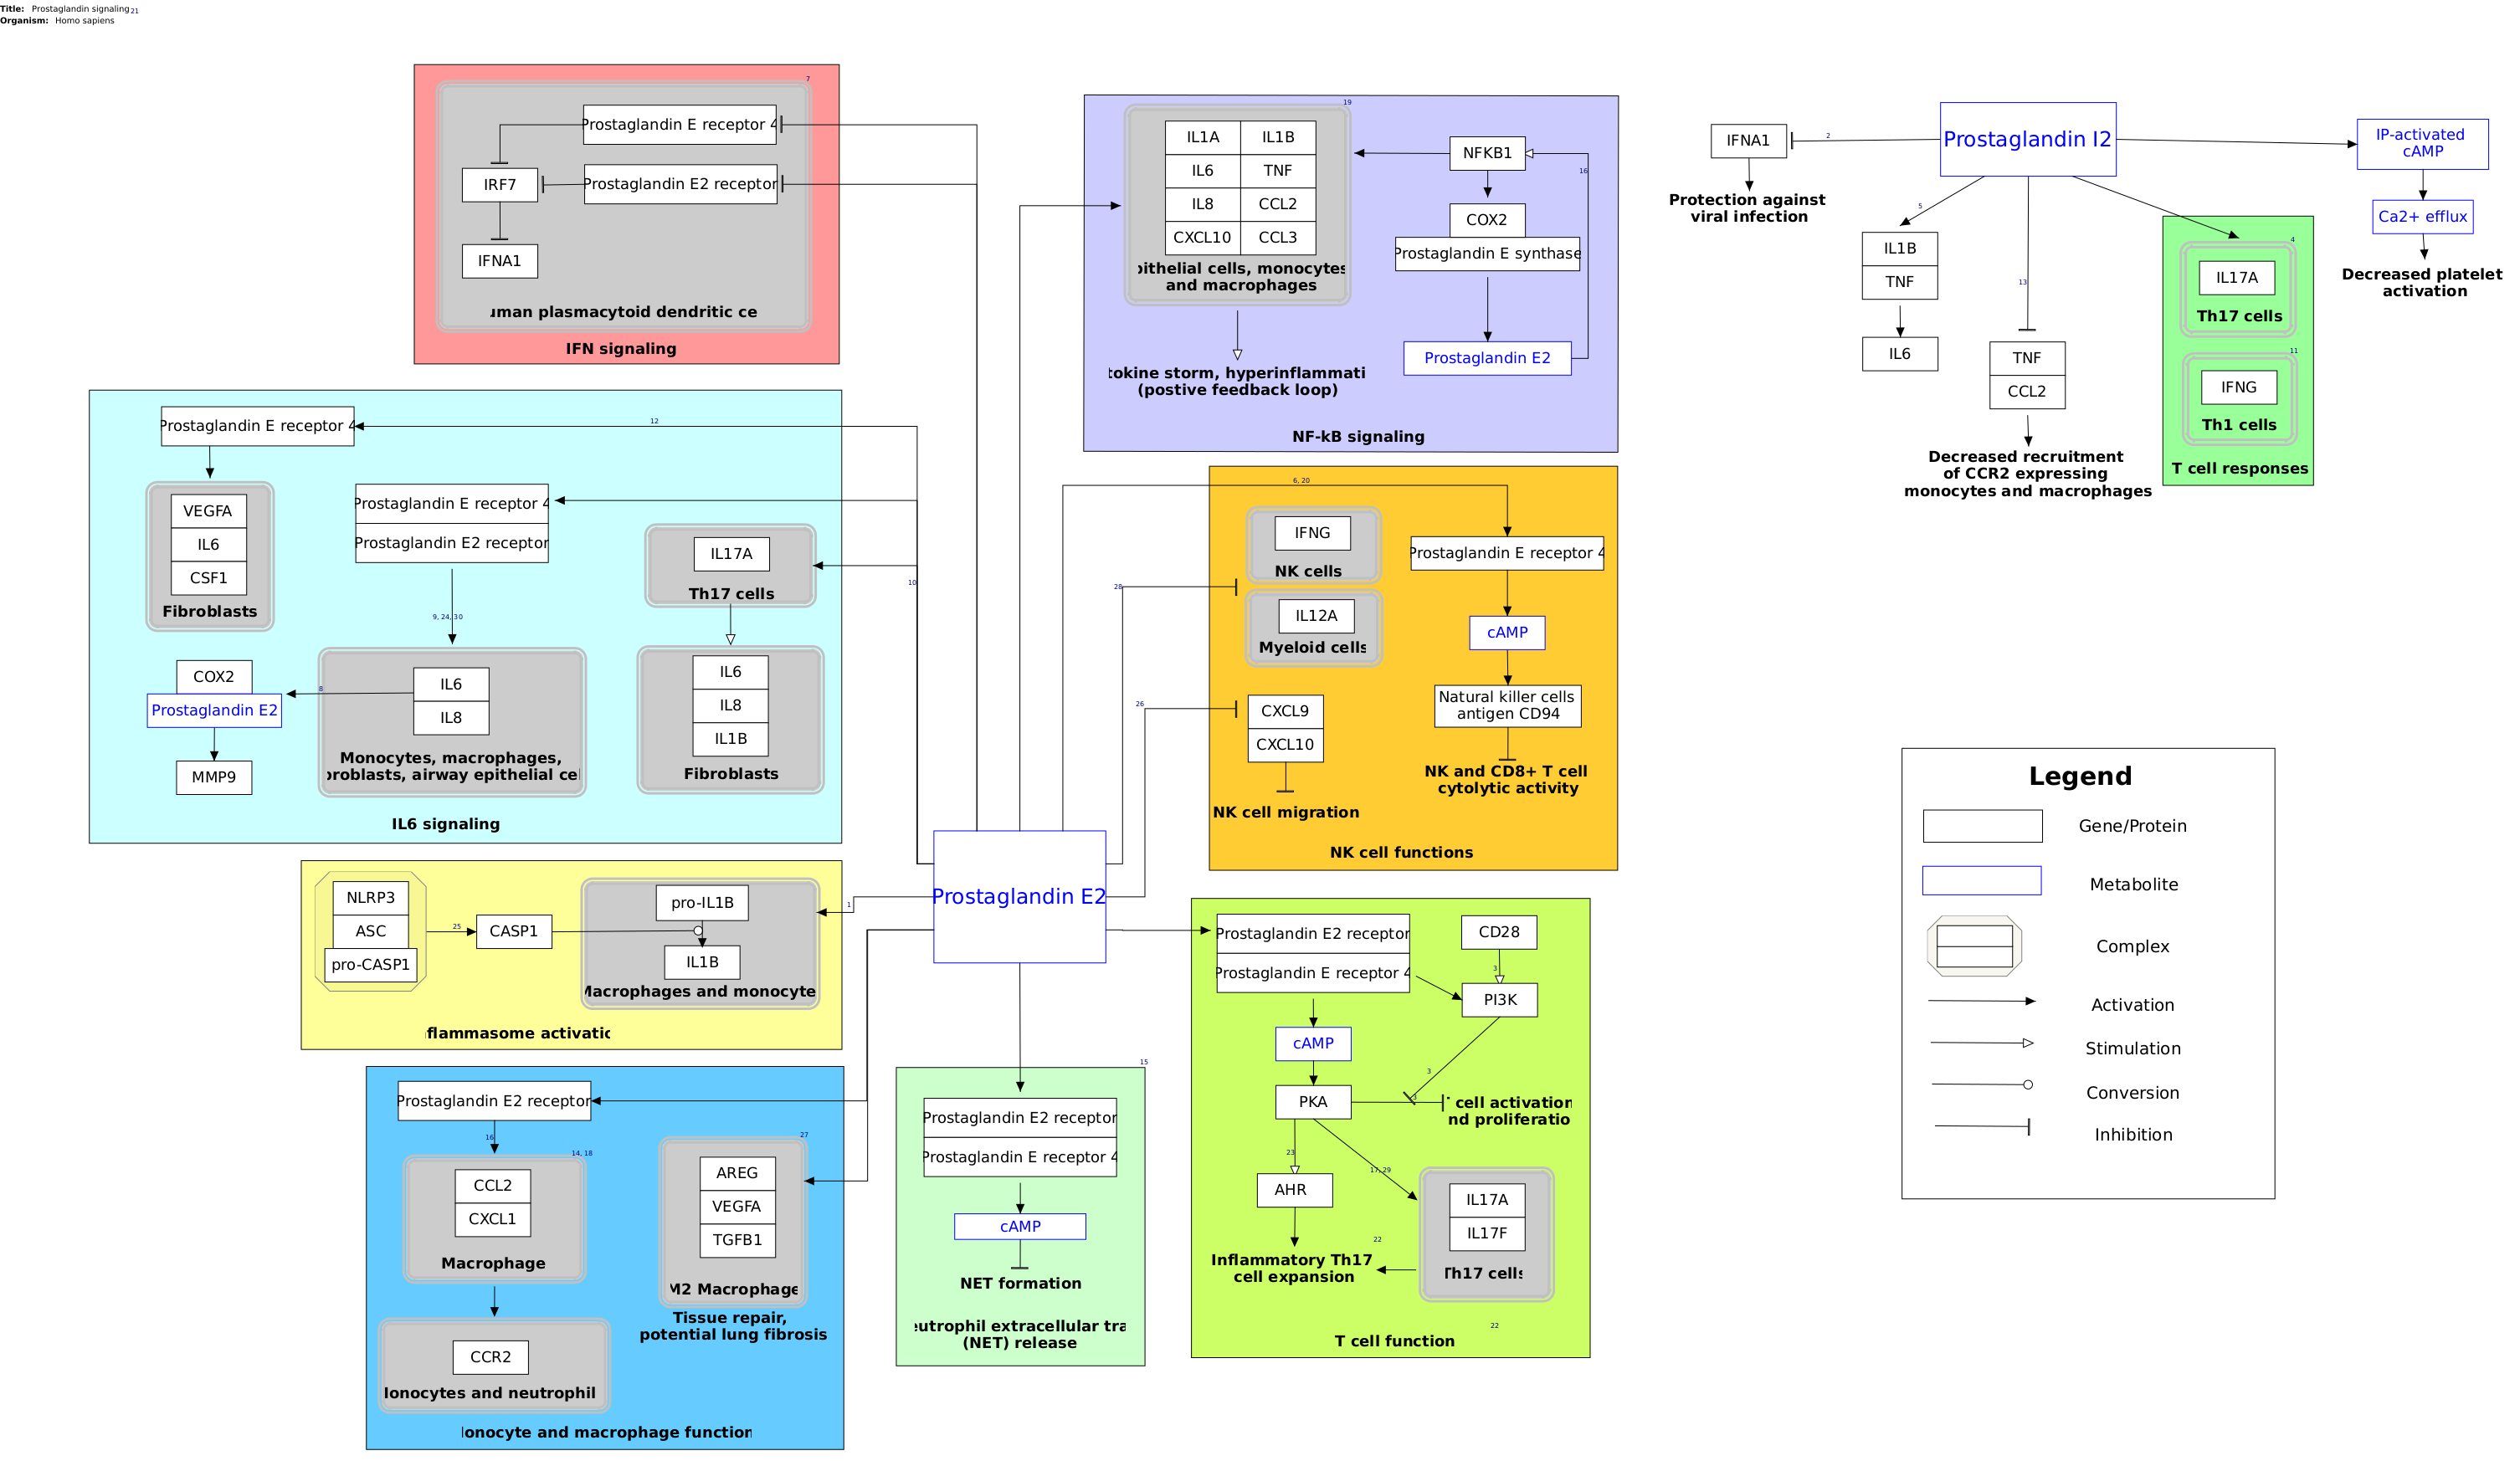 Title: Prostaglandin signaling 21
Organism: Homo sapiens
7
Prostaglandin E receptor 4
IRF7
Prostaglandin E2 receptor
IFNA1
uman plasmacytoid dendritic ce
IFN signaling
19
IL1A
IL1B
IL6
TNF
IL8
CCL2
CXCL10
CCL3
pithelial cells, monocytes
and macrophages
NFKB1
16
COX2
Prostaglandin E synthase
Prostaglandin E2
tokine storm, hyperinflammati
(postive feedback loop)
NF-kB signaling
Prostaglandin I2
2
IFNA1
Protection against
viral infection
5
IL1B
TNF
IL6
13
TNF
CCL2
Decreased recruitment
of CCR2 expressing
monocytes and macrophages
4
IL17A
Th17 cells
11
IFNG
Th1 cells
T cell responses
IP-activated
cAMP
Ca2+ efflux
Decreased platelet
activation
Prostaglandin E receptor 4
12
VEGFA
IL6
CSF1
Fibroblasts
Prostaglandin E receptor 4
Prostaglandin E2 receptor
9, 24, 30
IL17A
Th17 cells
10
COX2
Prostaglandin E2
MMP9
8
IL6
IL8
Monocytes, macrophages,
broblasts, airway epithelial cel
IL6
IL8
IL1B
Fibroblasts
IL6 signaling
6, 20
IFNG
NK cells
28
IL12A
Myeloid cells
26
CXCL9
CXCL10
NK cell migration
Prostaglandin E receptor 4
cAMP
Natural killer cells
antigen CD94
NK and CD8+ T cell
cytolytic activity
NK cell functions
Prostaglandin E2
NLRP3
ASC
pro-CASP1
25
CASP1
pro-IL1B
IL1B
Macrophages and monocyte
1
nflammasome activatio
Prostaglandin E2 receptor
16
14, 18
CCL2
CXCL1
Macrophage
CCR2
Monocytes and neutrophil
27
AREG
VEGFA
TGFB1
M2 Macrophage
Tissue repair,
potential lung fibrosis
Monocyte and macrophage function
15
Prostaglandin E2 receptor
Prostaglandin E receptor 4
cAMP
NET formation
eutrophil extracellular tra
(NET) release
Prostaglandin E2 receptor
Prostaglandin E receptor 4
CD28
3
PI3K
cAMP
3
PKA
3
T cell activation
nd proliferatio
23
17, 29
AHR
IL17A
IL17F
Th17 cells
22
Inflammatory Th17
cell expansion
22
T cell function
Legend
Gene/Protein
Metabolite
Complex
Activation
Stimulation
Conversion
Inhibition